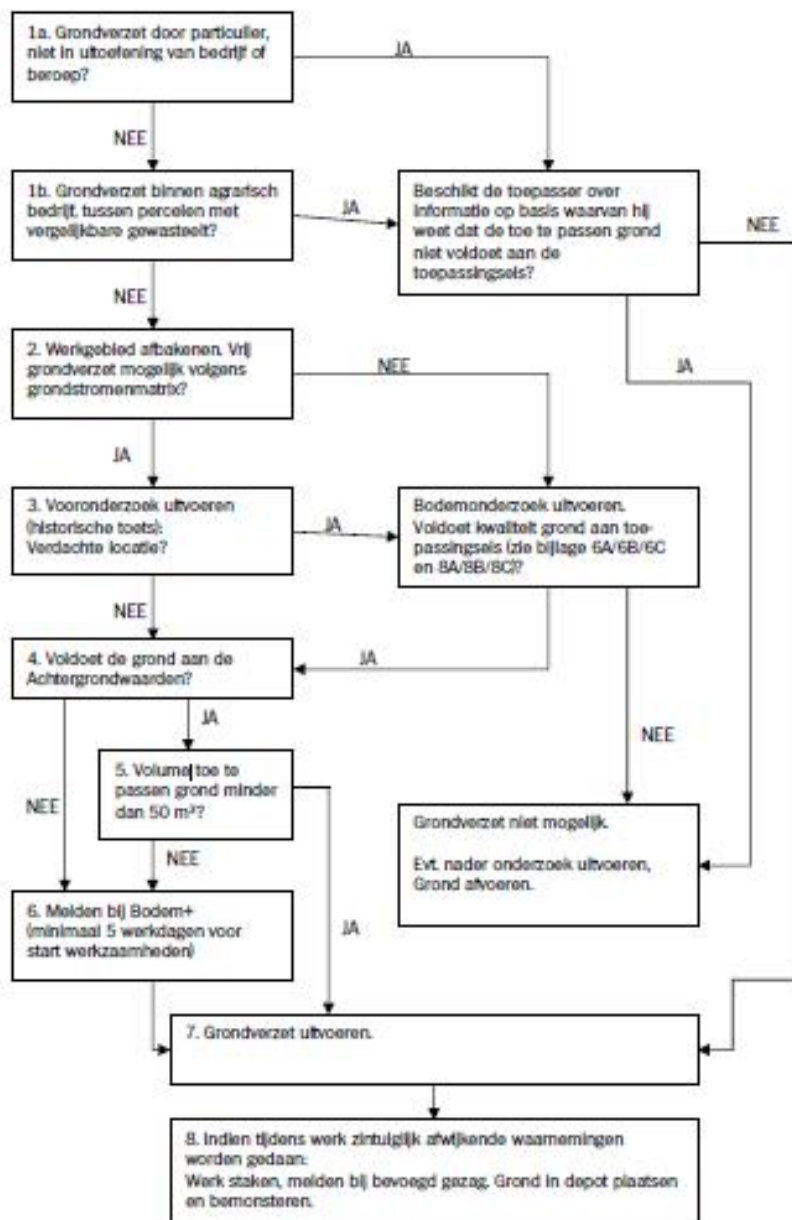 1a. Grondverzet door particulier,
niet in uitoefening van bedrijf of
beroep?
JA
NEE
1b. Grondverzet binnen agrarisch
bedrijf, tussen percelen met
vergelijkbare gewasteelt?
JA
Beschikt de toepasser over
informatie op basis waarvan hij
weet dat de toe te passen grond
niet voldoet aan de
toepassingseis?
NEE
NEE
2. Werkgebied afbakenen. Vrij
grondverzet mogelijk volgens
grondstromenmatrix?
NEE
JA
JA
3. Vooronderzoek uitvoeren
(historische toets):
Verdachte locatie?
JA
Bodemonderzoek uitvoeren.
Voldoet kwaliteit grond aan toe-
passingseis (zie bijlage 6A/6B/6C
en 8A/8B/8C)?
NEE
4. Voldoet de grond aan de
Achtergrondwaarden?
JA
JA
NEE
5. Volume toe te
passen grond minder
dan 50 m³?
NEE
NEE
JA
Grondverzet niet mogelijk.
Evt. nader onderzoek uitvoeren,
Grond afvoeren.
6. Melden bij Bodem+
(minimaal 5 werkdagen voor
start werkzaamheden)
7. Grondverzet uitvoeren.
8. Indien tijdens werk zintuiglijk afwijkende waarnemingen
worden gedaan:
Werk staken, melden bij bevoegd gezag. Grond in depot plaatsen
en bemonsteren.